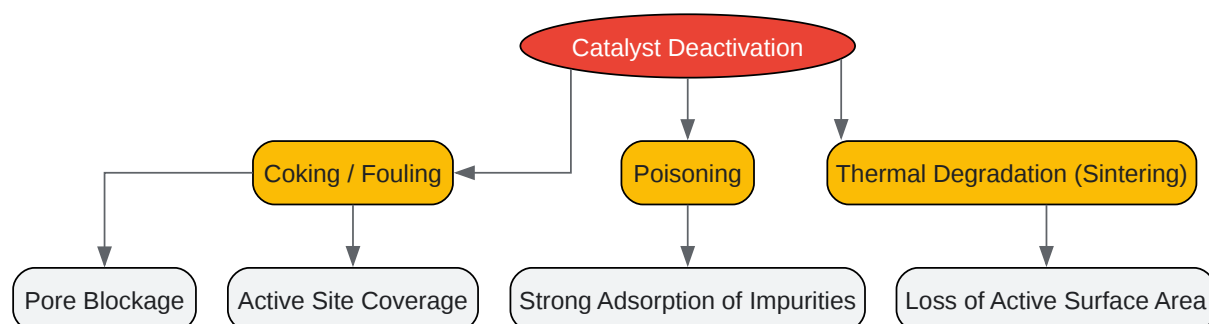 Catalyst Deactivation
Coking / Fouling
Poisoning
Thermal Degradation (Sintering)
Pore Blockage
Active Site Coverage
Strong Adsorption of Impurities
Loss of Active Surface Area